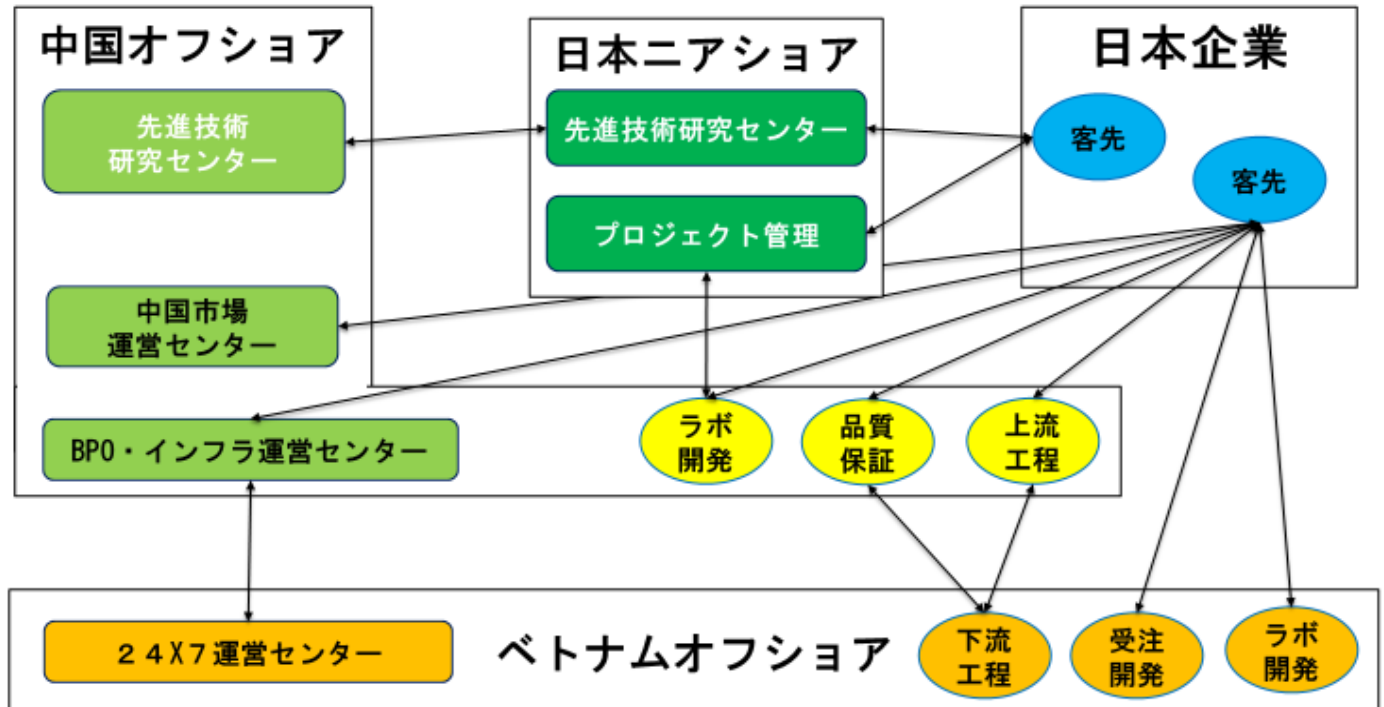 中国オフショア
先進技術
研究センター
中国市場
運営センター
BPO・インフラ運営センター
日本ニアショア
先進技術研究センター
プロジェクト管理
日本企業
客先
客先
ラボ
開発
品質
保証
上流
工程
24X7運営センター
ベトナムオフショア
下流
工程
受注
開発
ラボ
開発